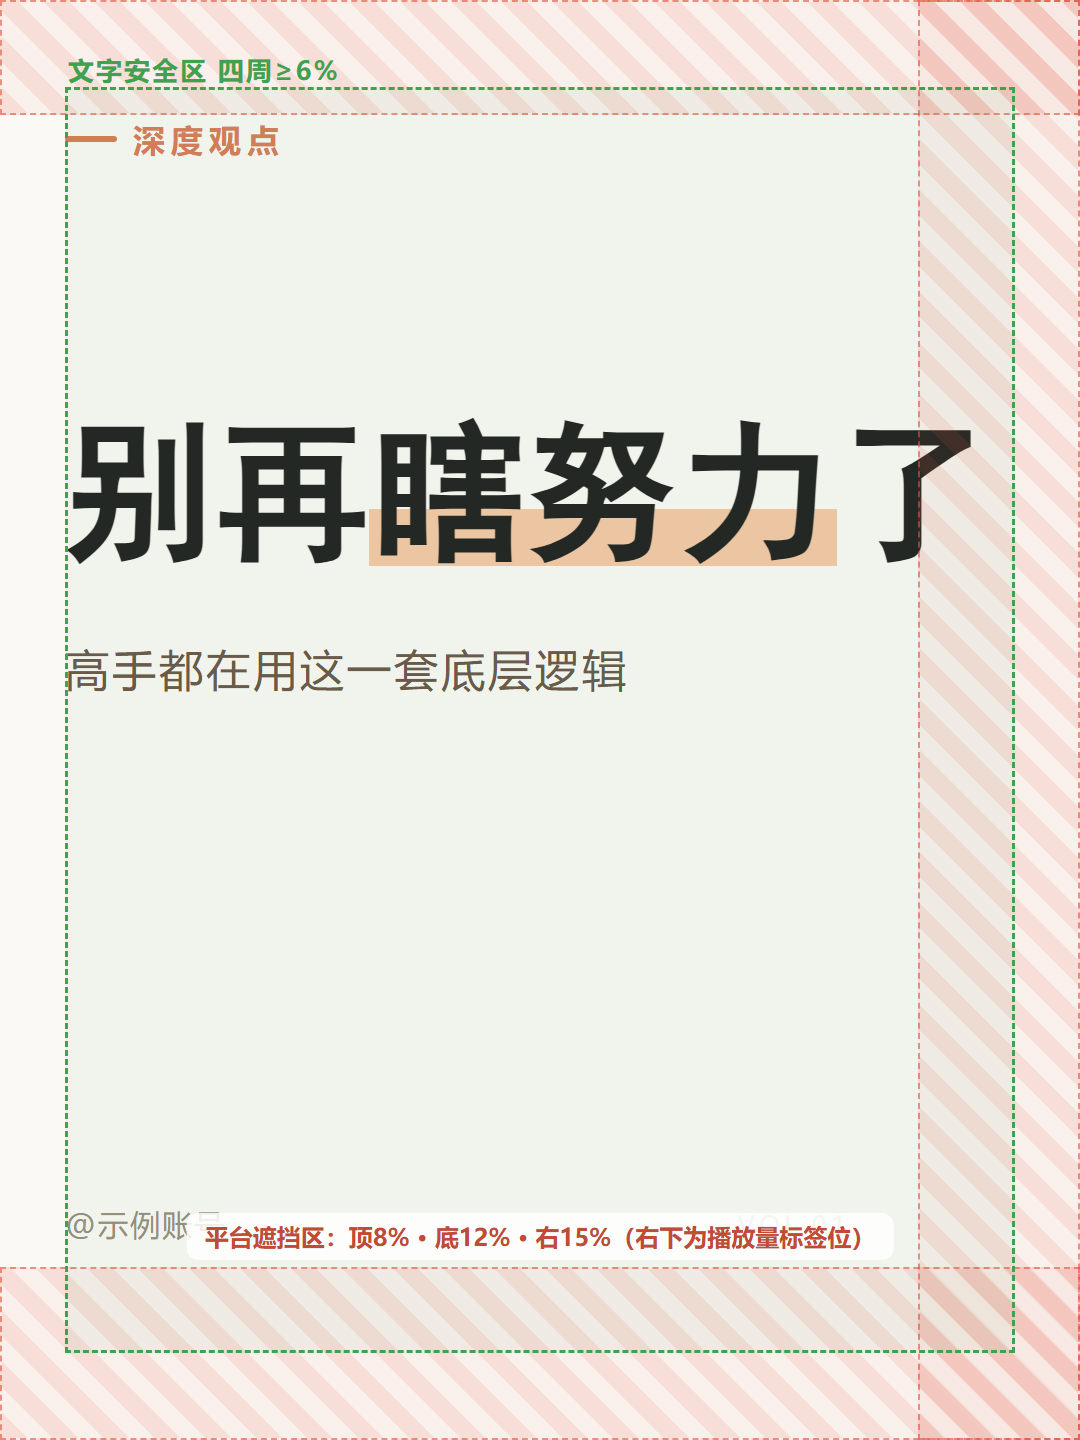 文字安全区 四周≥6%
深度观点
别再瞎努力了
高手都在用这一套底层逻辑
@示例账号
平台遮挡区：顶8%·底12%·右15%（右下为播放量标签位）